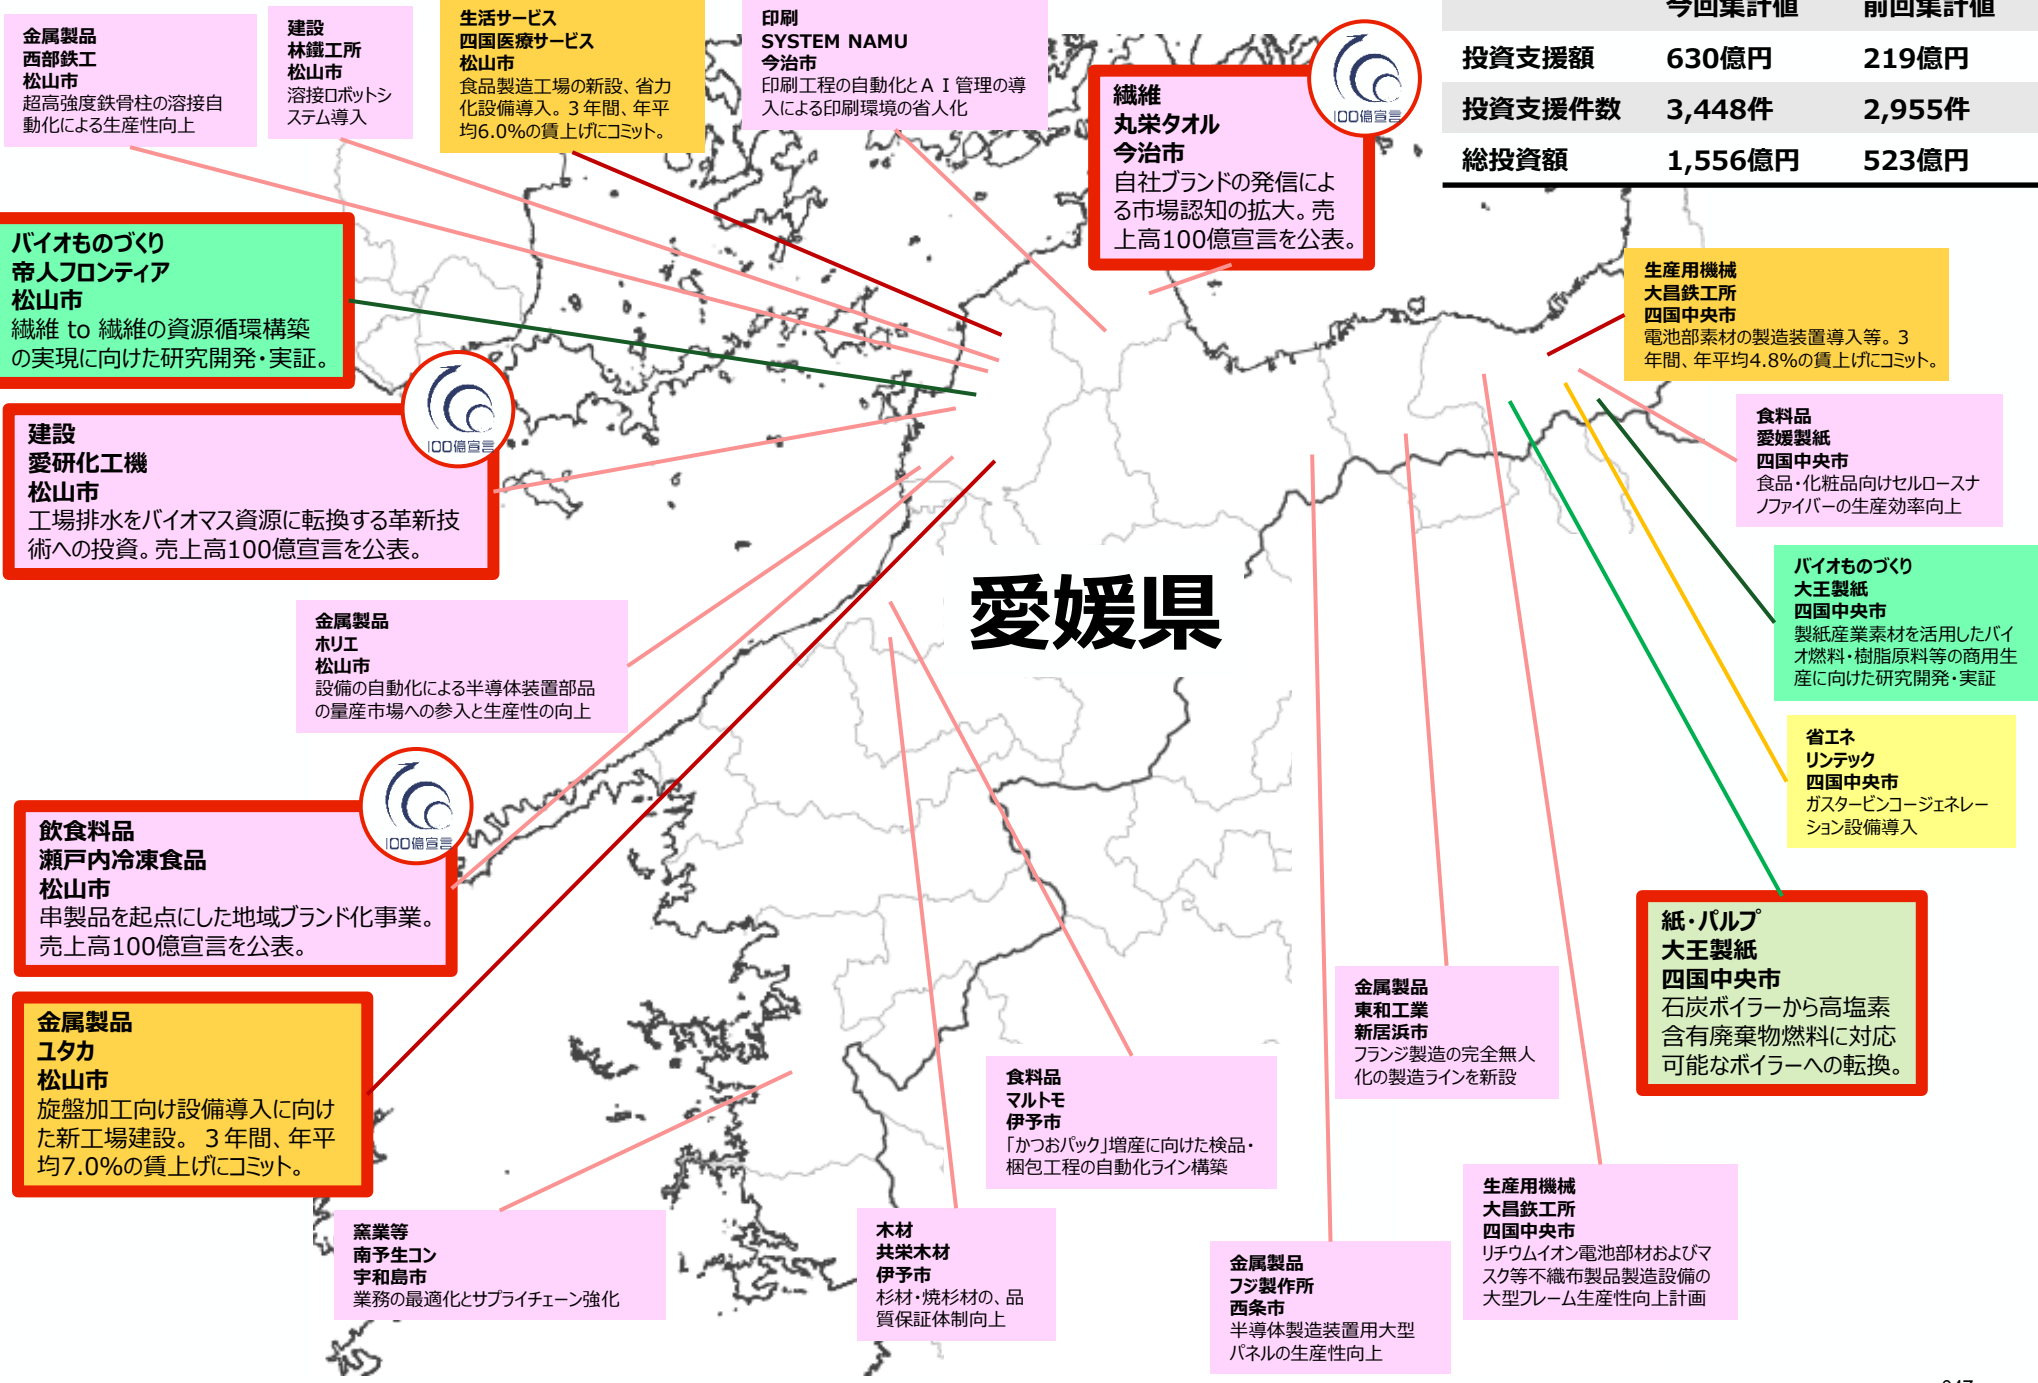 金属製品
西部鉄工
松山市
超高強度鉄骨柱の溶接自
動化による生産性向上
建設
林鐵工所
松山市
溶接ロボットシ
ステム導入
生活サービス
四国医療サービス
松山市
食品製造工場の新設、省力
化設備導入。3年間、年平
均6.0%の賃上げにコミット。
印刷
SYSTEM NAMU
今治市
印刷工程の自動化とAI管理の導
入による印刷環境の省人化
繊維
丸栄タオル
今治市
自社ブランドの発信によ
る市場認知の拡大。売
上高100億宣言を公表。
100億宣言
今回集計値 前回集計値
投資支援額 630億円 219億円
投資支援件数 3,448件 2,955件
総投資額 1,556億円 523億円
バイオものづくり
帝人フロンティア
松山市
繊維 to 繊維の資源循環構築
の実現に向けた研究開発・実証。
生産用機械
大昌鉄工所
四国中央市
電池部素材の製造装置導入等。3
年間、年平均4.8%の賃上げにコミット。
100億宣言
建設
愛研化工機
松山市
工場排水をバイオマス資源に転換する革新技
術への投資。売上高100億宣言を公表。
食料品
愛媛製紙
四国中央市
食品・化粧品向けセルロースナ
ノファイバーの生産効率向上
愛媛県
バイオものづくり
大王製紙
四国中央市
製紙産業素材を活用したバイ
オ燃料・樹脂原料等の商用生
産に向けた研究開発・実証
金属製品
ホリエ
松山市
設備の自動化による半導体装置部品
の量産市場への参入と生産性の向上
省エネ
リンテック
四国中央市
ガスタービンコージェネレー
ション設備導入
100億宣言
飲食料品
瀬戸内冷凍食品
松山市
串製品を起点にした地域ブランド化事業。
売上高100億宣言を公表。
紙・パルプ
大王製紙
四国中央市
石炭ボイラーから高塩素
含有廃棄物燃料に対応
可能なボイラーへの転換。
金属製品
ユタカ
松山市
旋盤加工向け設備導入に向け
た新工場建設。3年間、年平
均7.0%の賃上げにコミット。
金属製品
東和工業
新居浜市
フランジ製造の完全無人
化の製造ラインを新設
食料品
マルトモ
伊予市
「かつおパック」増産に向けた検品・
梱包工程の自動化ライン構築
生産用機械
大昌鉄工所
四国中央市
リチウムイオン電池部材およびマ
スク等不織布製品製造設備の
大型フレーム生産性向上計画
窯業等
南予生コン
宇和島市
業務の最適化とサプライチェーン強化
木材
共栄木材
伊予市
杉材・焼杉材の、品
質保証体制向上
金属製品
フジ製作所
西条市
半導体製造装置用大型
パネルの生産性向上